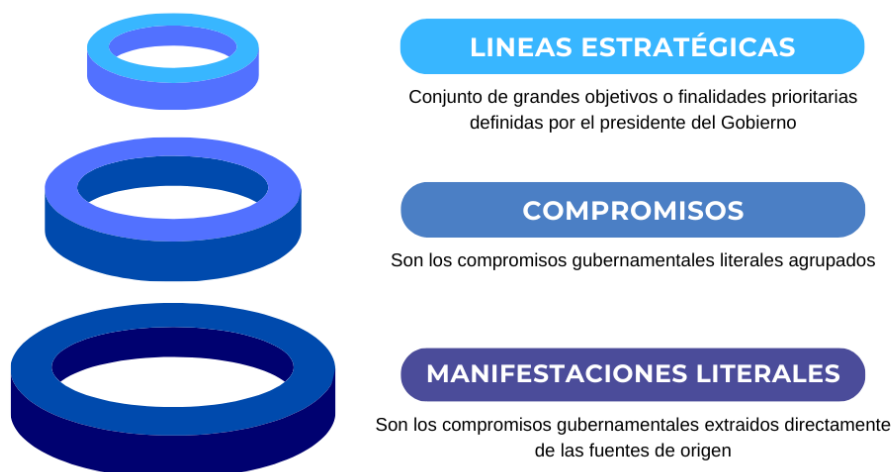 LINEAS ESTRATÉGICAS
Conjunto de grandes objetivos o finalidades prioritarias
definidas por el presidente del Gobierno
COMPROMISOS
Son los compromisos gubernamentales literales agrupados
MANIFESTACIONES LITERALES
Son los compromisos gubernamentales extraidos directamente
de las fuentes de origen